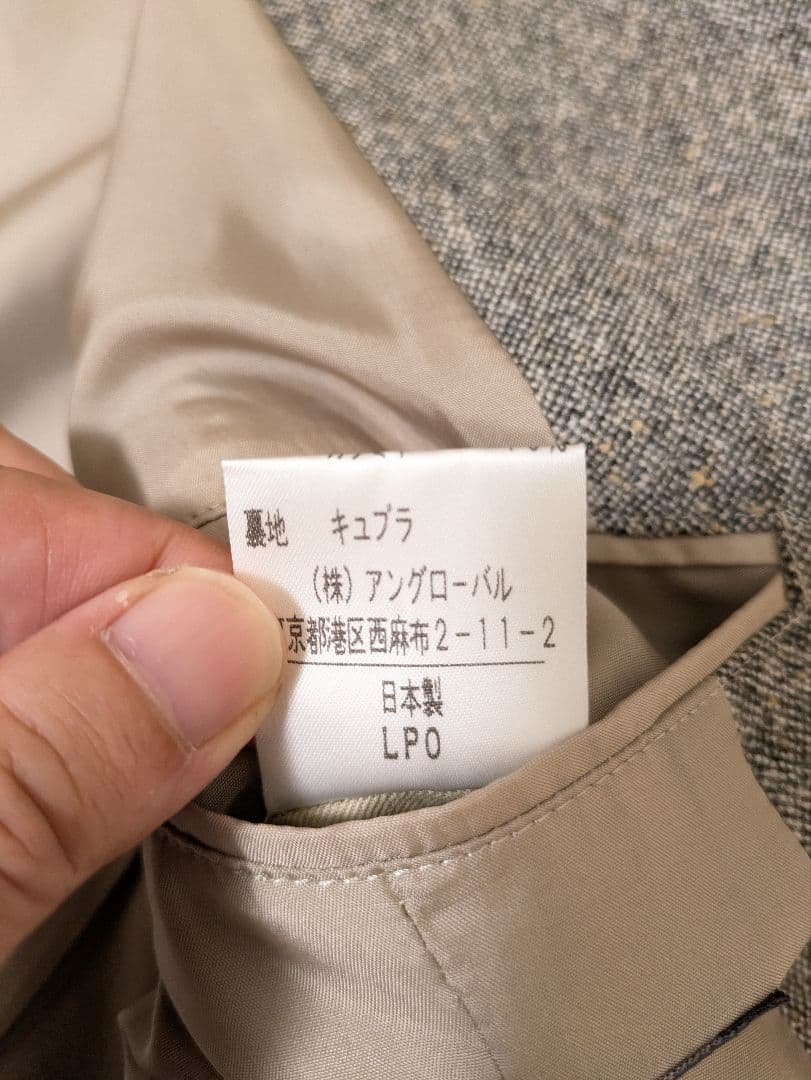 裏地 キュプラ
(株)アングローバル
京都港区西麻布2-11-2
日本製
LPO